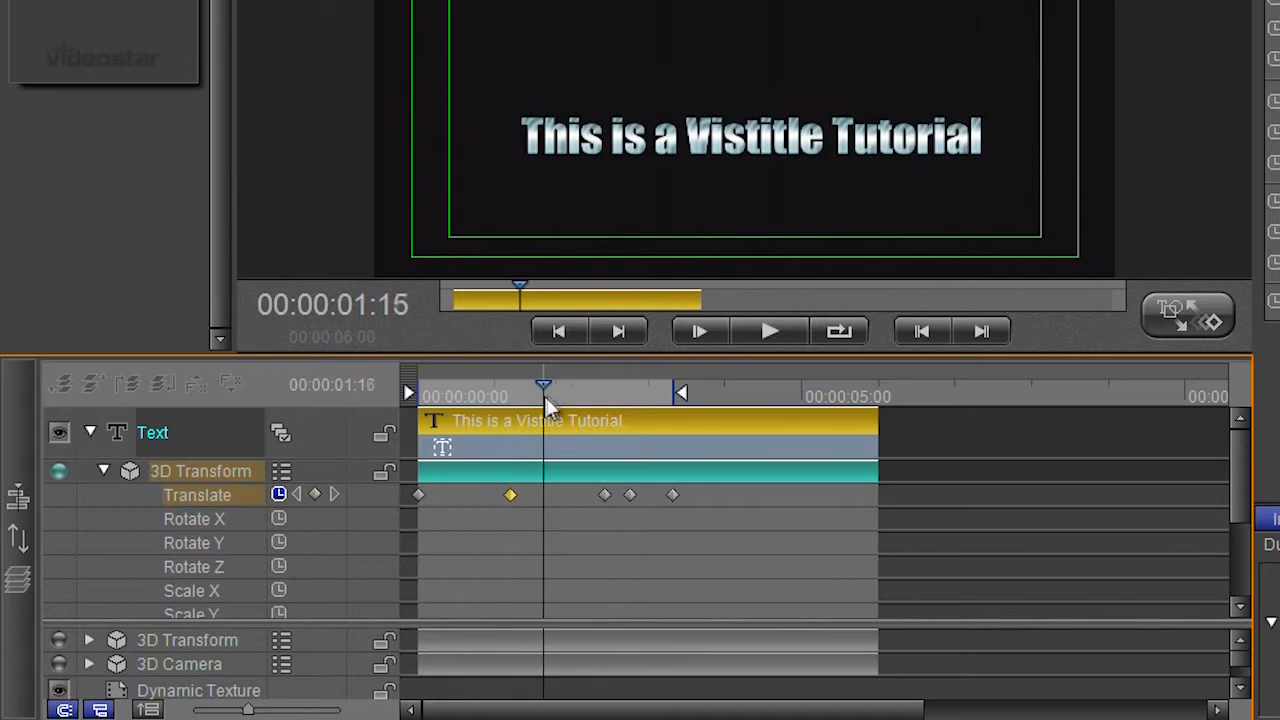 videostar
This is a Vistitle Tutorial
00:00:01:15
00:00:06:00
00:00:01:16
00:00:00:00
00:00:05:00
00:00
T This is a Vistitle Tutorial
T
T Text
3D Transform
Translate
Rotate X
Rotate Y
Rotate Z
Scale X
Scale Y
3D Transform
3D Camera
Dynamic Texture
In
Du